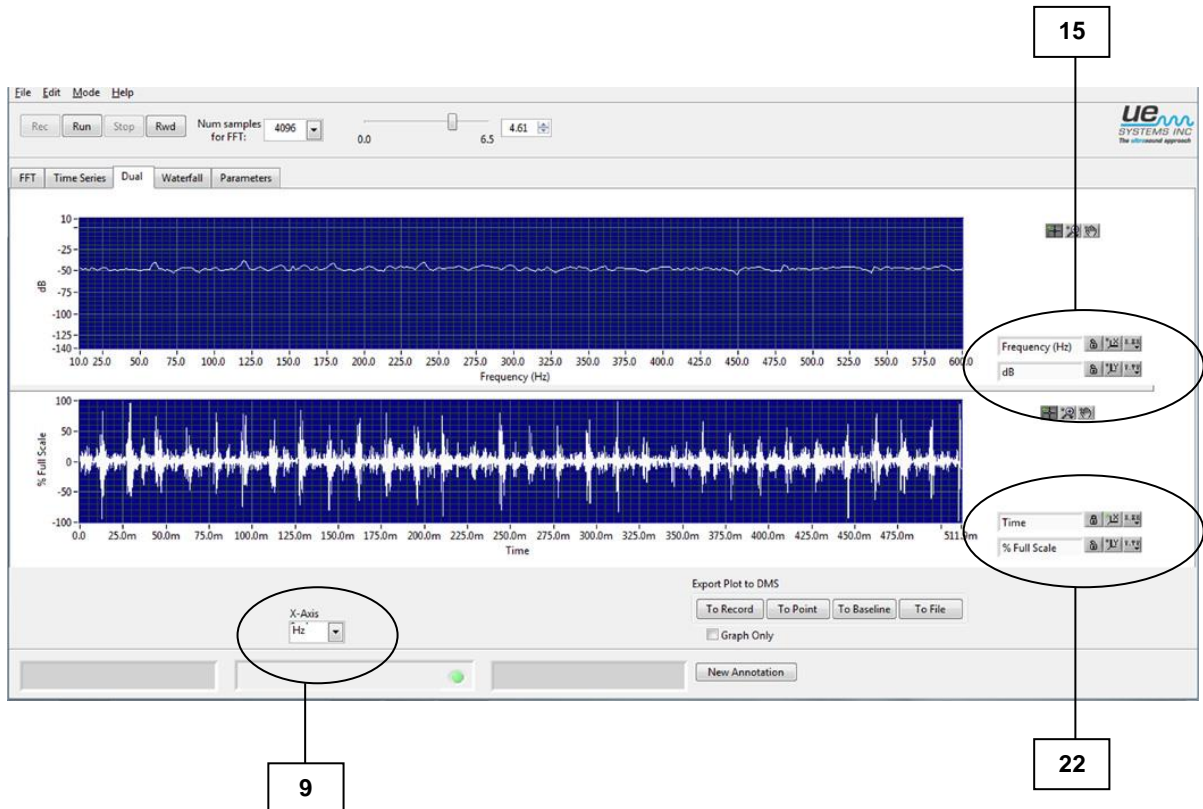 15
File Edit Mode Help
Rec Run Stop Rwd Num samples for FFT: 4096 0.0 6.5 4.61
ue
SYSTEMS INC
The ultrasound approach
FFT Time Series Dual Waterfall Parameters
10
-25
-50
-75
-100
-125
-140
dB
10.0 25.0 50.0 75.0 100.0 125.0 150.0 175.0 200.0 225.0 250.0 275.0 300.0 325.0 350.0 375.0 400.0 425.0 450.0 475.0 500.0 525.0 550.0 575.0 600.0
Frequency (Hz)
Frequency (Hz)
dB
100
50
0
-50
-100
% Full Scale
0.0 25.0m 50.0m 75.0m 100.0m 125.0m 150.0m 175.0m 200.0m 225.0m 250.0m 275.0m 300.0m 325.0m 350.0m 375.0m 400.0m 425.0m 450.0m 475.0m 511.0m
Time
Time
% Full Scale
X-Axis
Hz
Export Plot to DMS
To Record To Point To Baseline To File
Graph Only
New Annotation
9
22